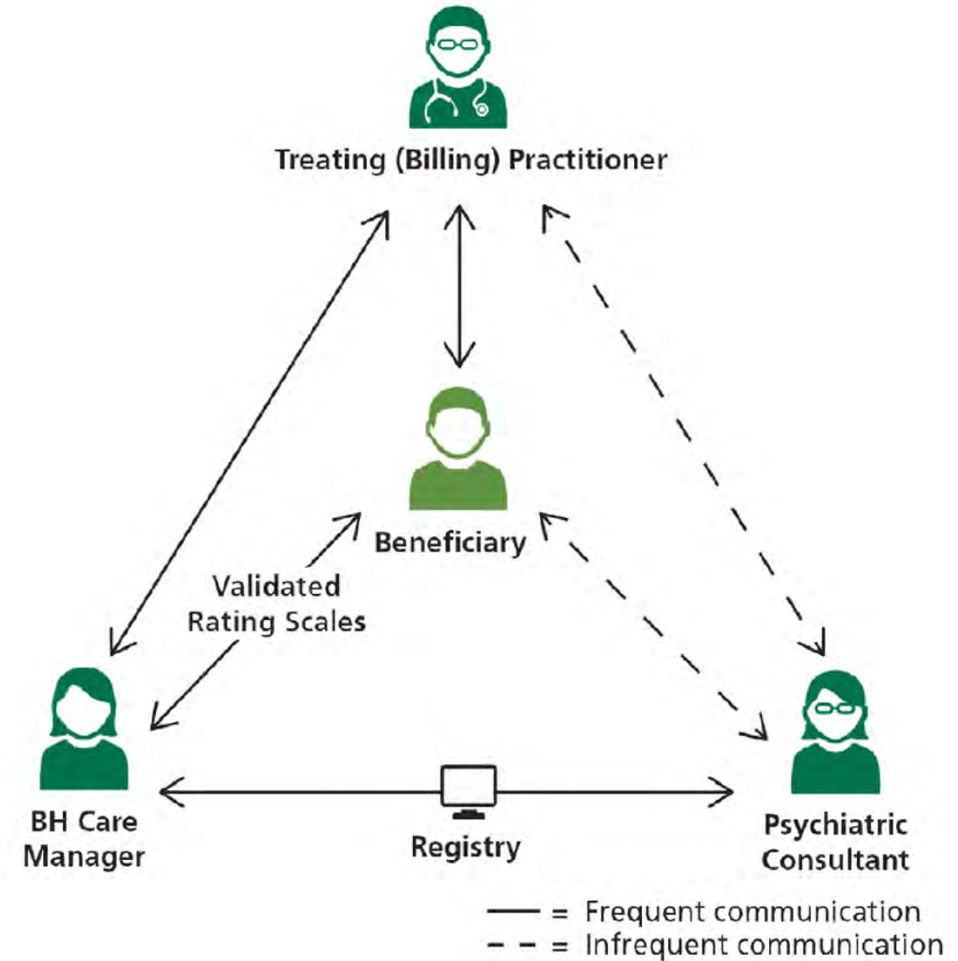 Treating (Billing) Practitioner
Beneficiary
Validated
Rating Scales
BH Care
Manager
Registry
Psychiatric
Consultant
= Frequent communication
= Infrequent communication